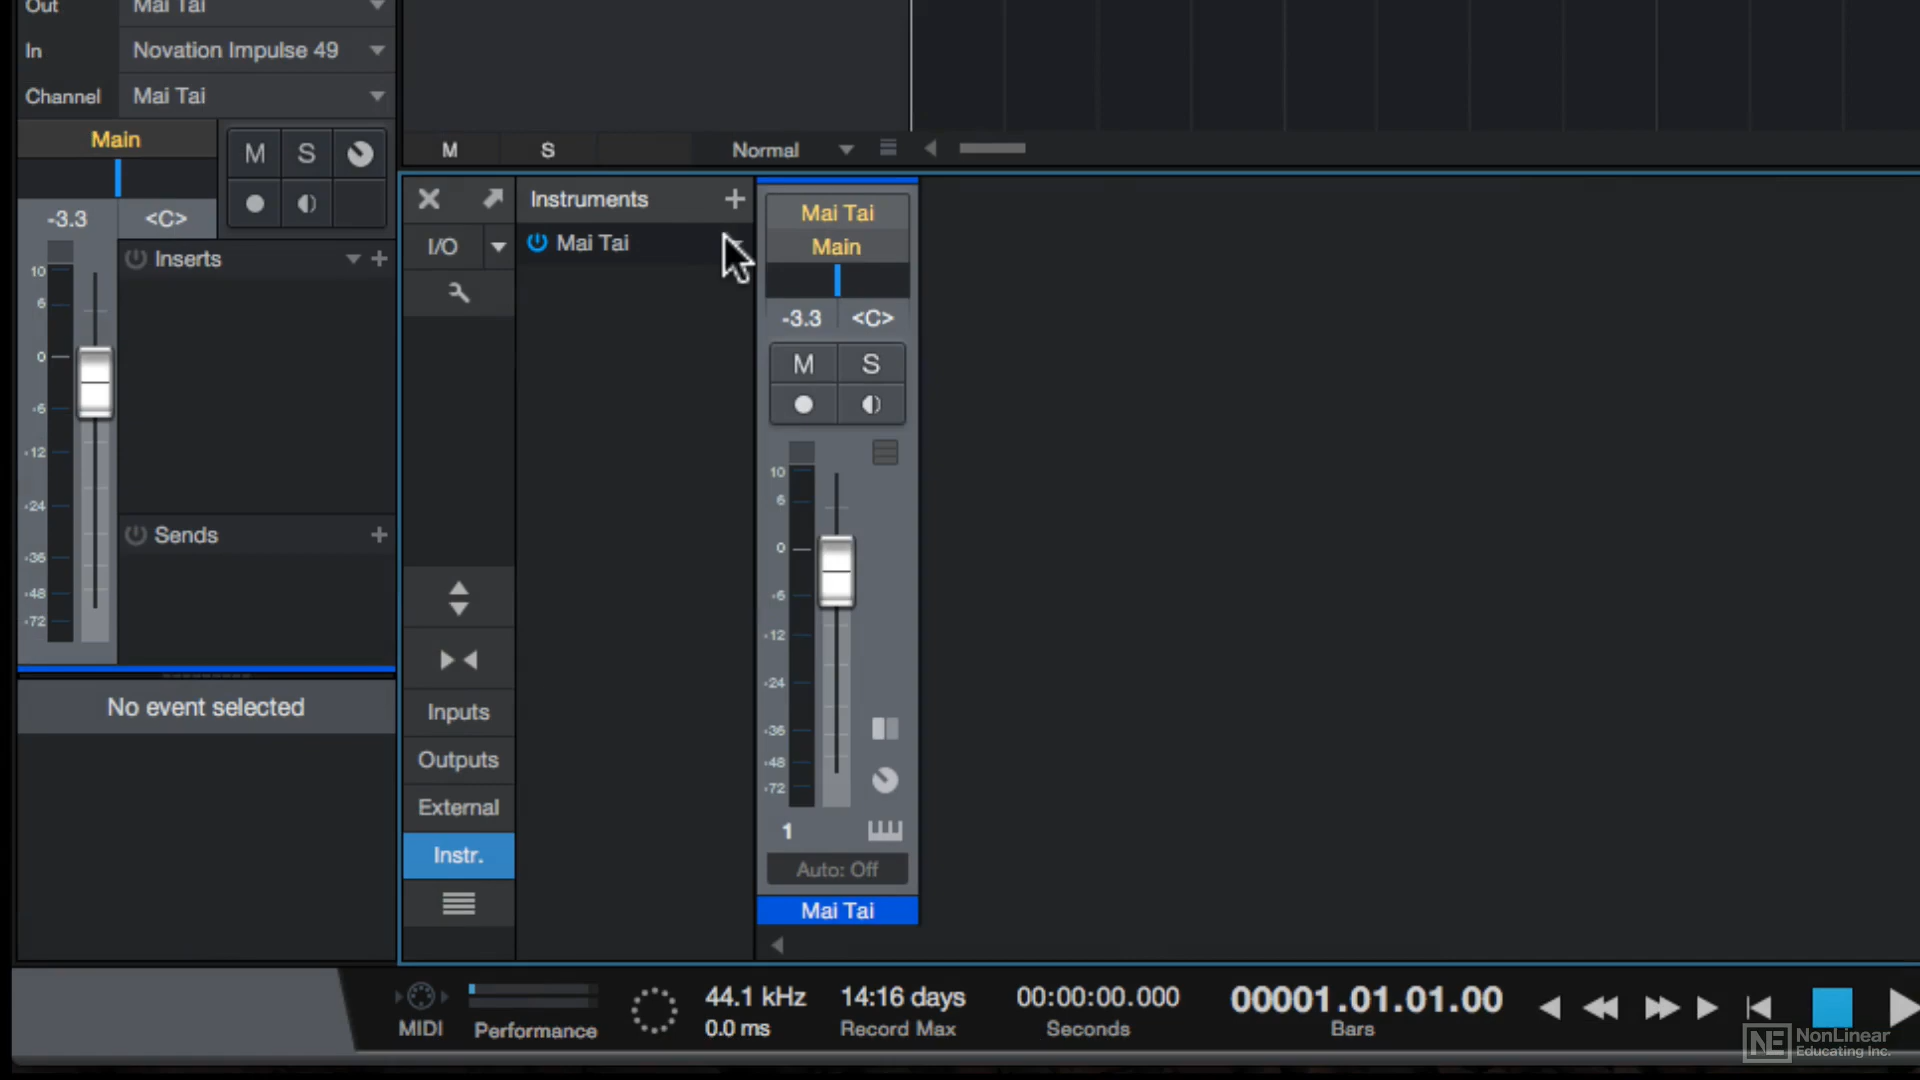 Out Mai Tai
In Novation Impulse 49
Channel Mai Tai
Main
M S
-3.3 <C>
Inserts
10
6
0
-6
-12
-24
-36
-48
-72
Sends
No event selected
M S Normal
Instruments
I/O
Mai Tai
Inputs
Outputs
External
Instr.
Mai Tai
Main
-3.3 <C>
M S
10
6
0
-6
-12
-24
-36
-48
-72
1
Auto: Off
Mai Tai
MIDI
Performance
44.1 kHz
0.0 ms
14:16 days
Record Max
00:00:00.000
Seconds
00001.01.01.00
Bars
NE NonLinear
Educating Inc.